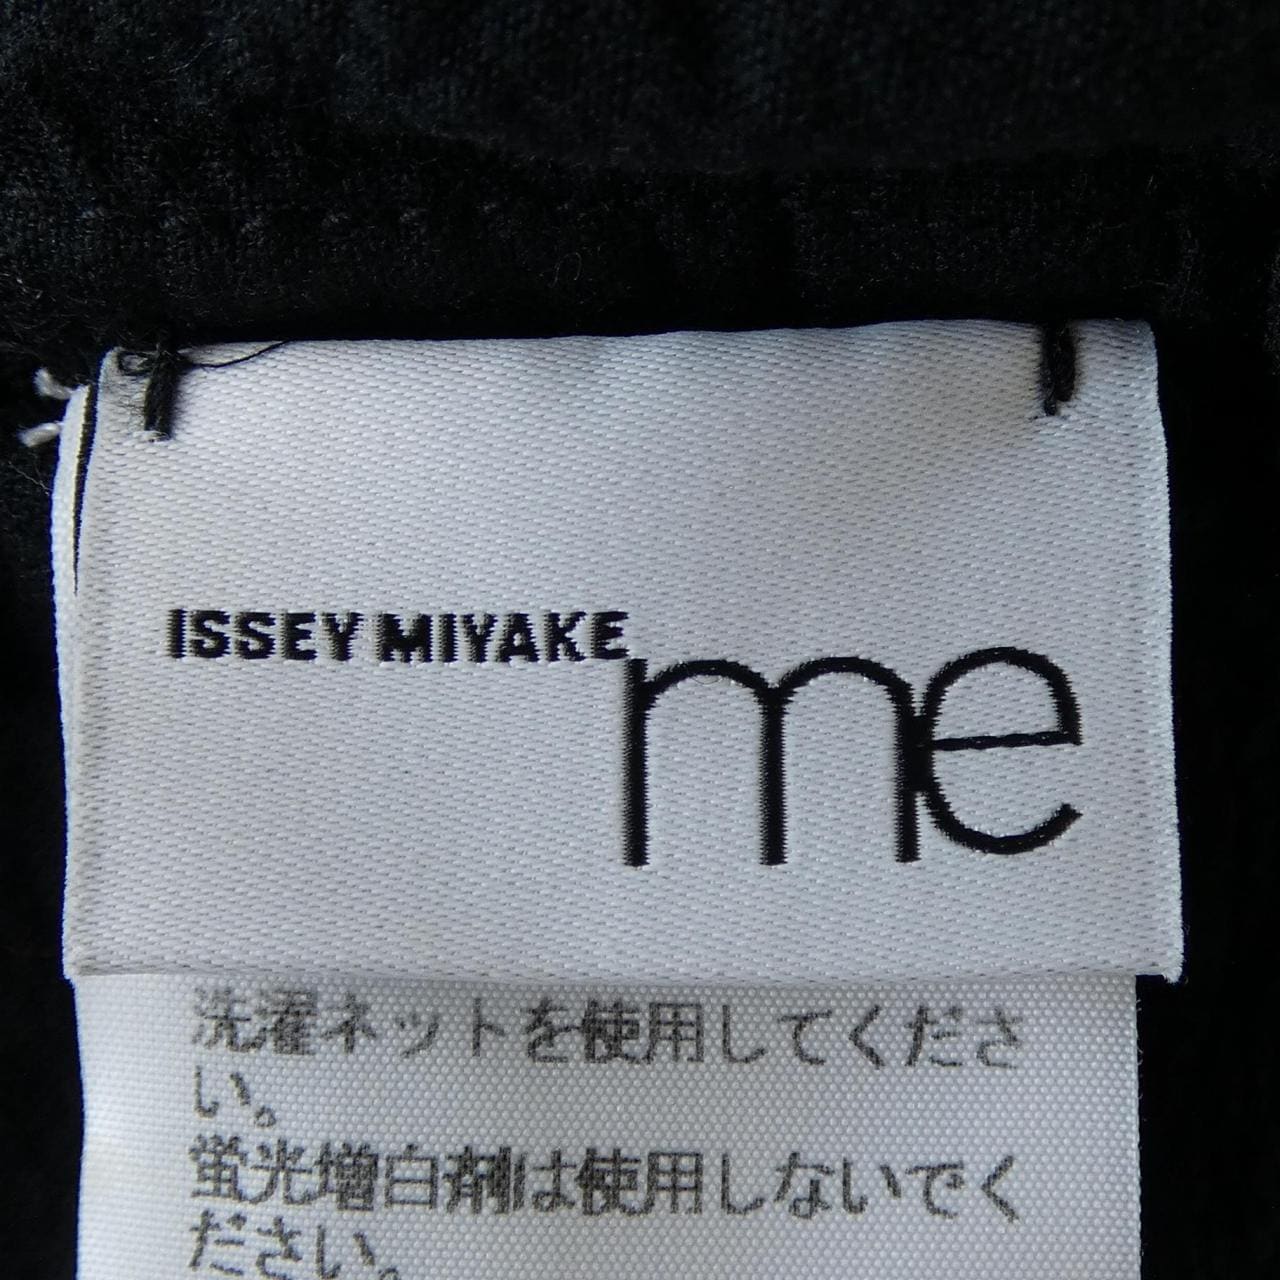 ISSEY MIYAKE
me
洗濯ネットを使用してくださ
い。
蛍光増白剤は使用しないでく
ださい。